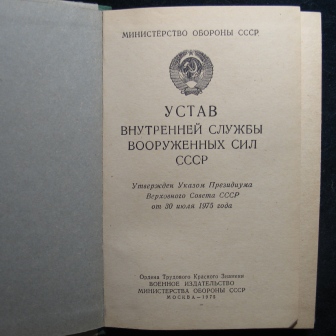 МИНИСТЕРСТВО ОБОРОНЫ СССР
УСТАВ
ВНУТРЕННЕЙ СЛУЖБЫ
ВООРУЖЕННЫХ СИЛ
СССР
Утвержден Указом Президиума
Верховного Совета СССР
от 30 июля 1975 года
Ордена Трудового Красного Знамени
ВОЕННОЕ ИЗДАТЕЛЬСТВО
МИНИСТЕРСТВА ОБОРОНЫ СССР
МОСКВА—1975